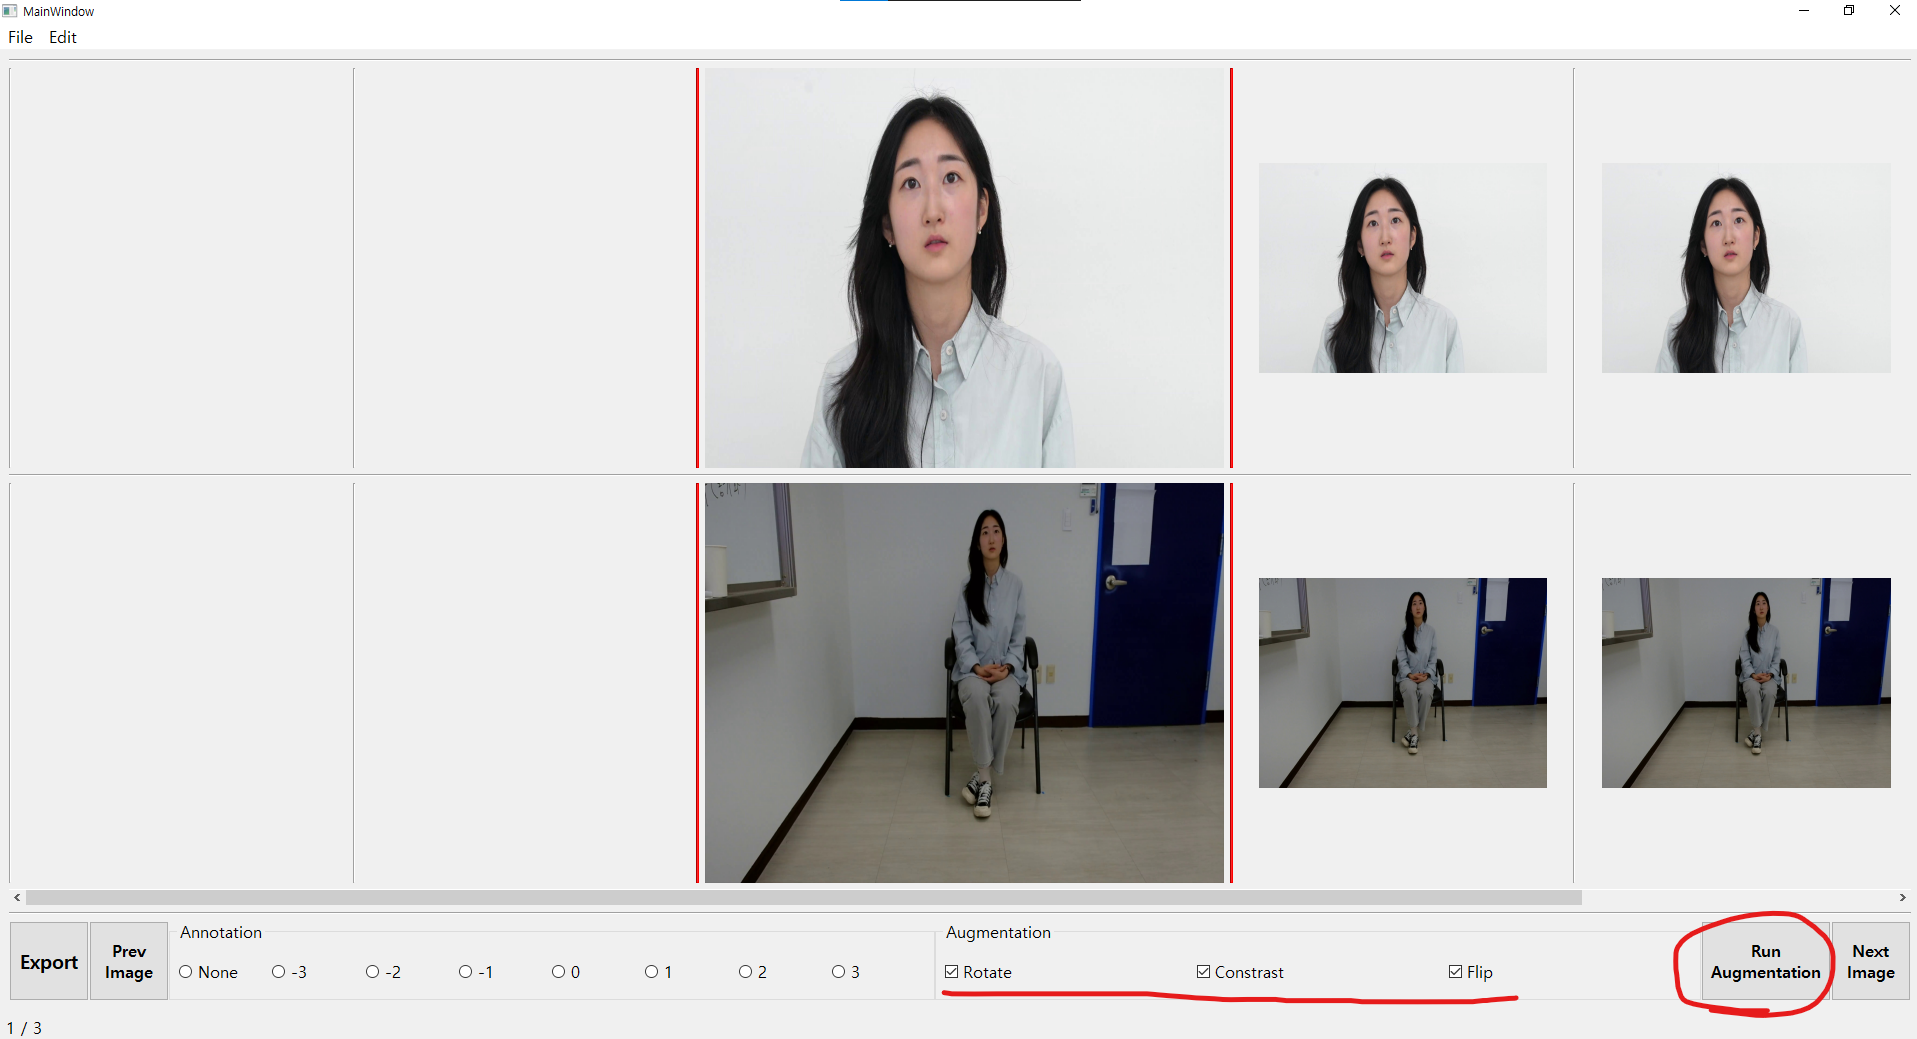 MainWindow
File Edit
Export
Prev
Image
Annotation
None -3 -2 -1 0 1 2 3
Augmentation
Rotate Constrast Flip
Run
Augmentation
Next
Image
1 / 3